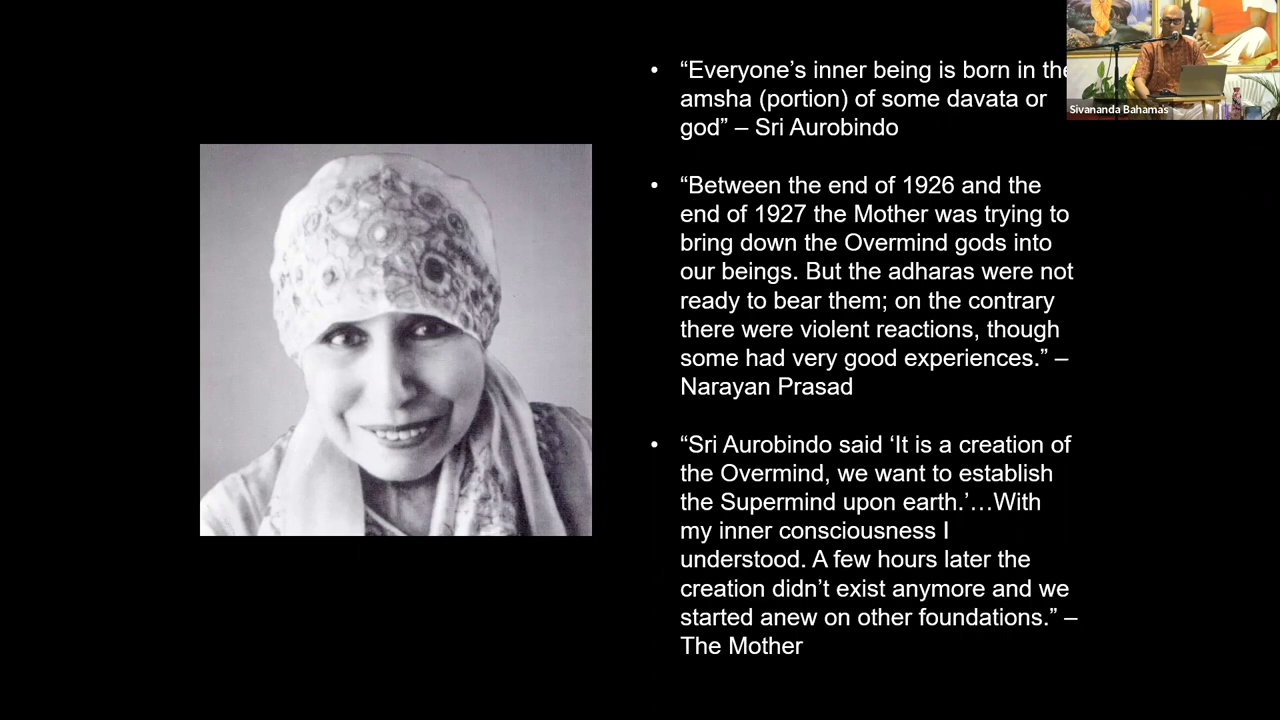 • “Everyone’s inner being is born in the
amsha (portion) of some davata or
god” – Sri Aurobindo
• “Between the end of 1926 and the
end of 1927 the Mother was trying to
bring down the Overmind gods into
our beings. But the adharas were not
ready to bear them; on the contrary
there were violent reactions, though
some had very good experiences.” –
Narayan Prasad
• “Sri Aurobindo said ‘It is a creation of
the Overmind, we want to establish
the Supermind upon earth.’…With
my inner consciousness I
understood. A few hours later the
creation didn’t exist anymore and we
started anew on other foundations.” –
The Mother
Sivananda Bahama's